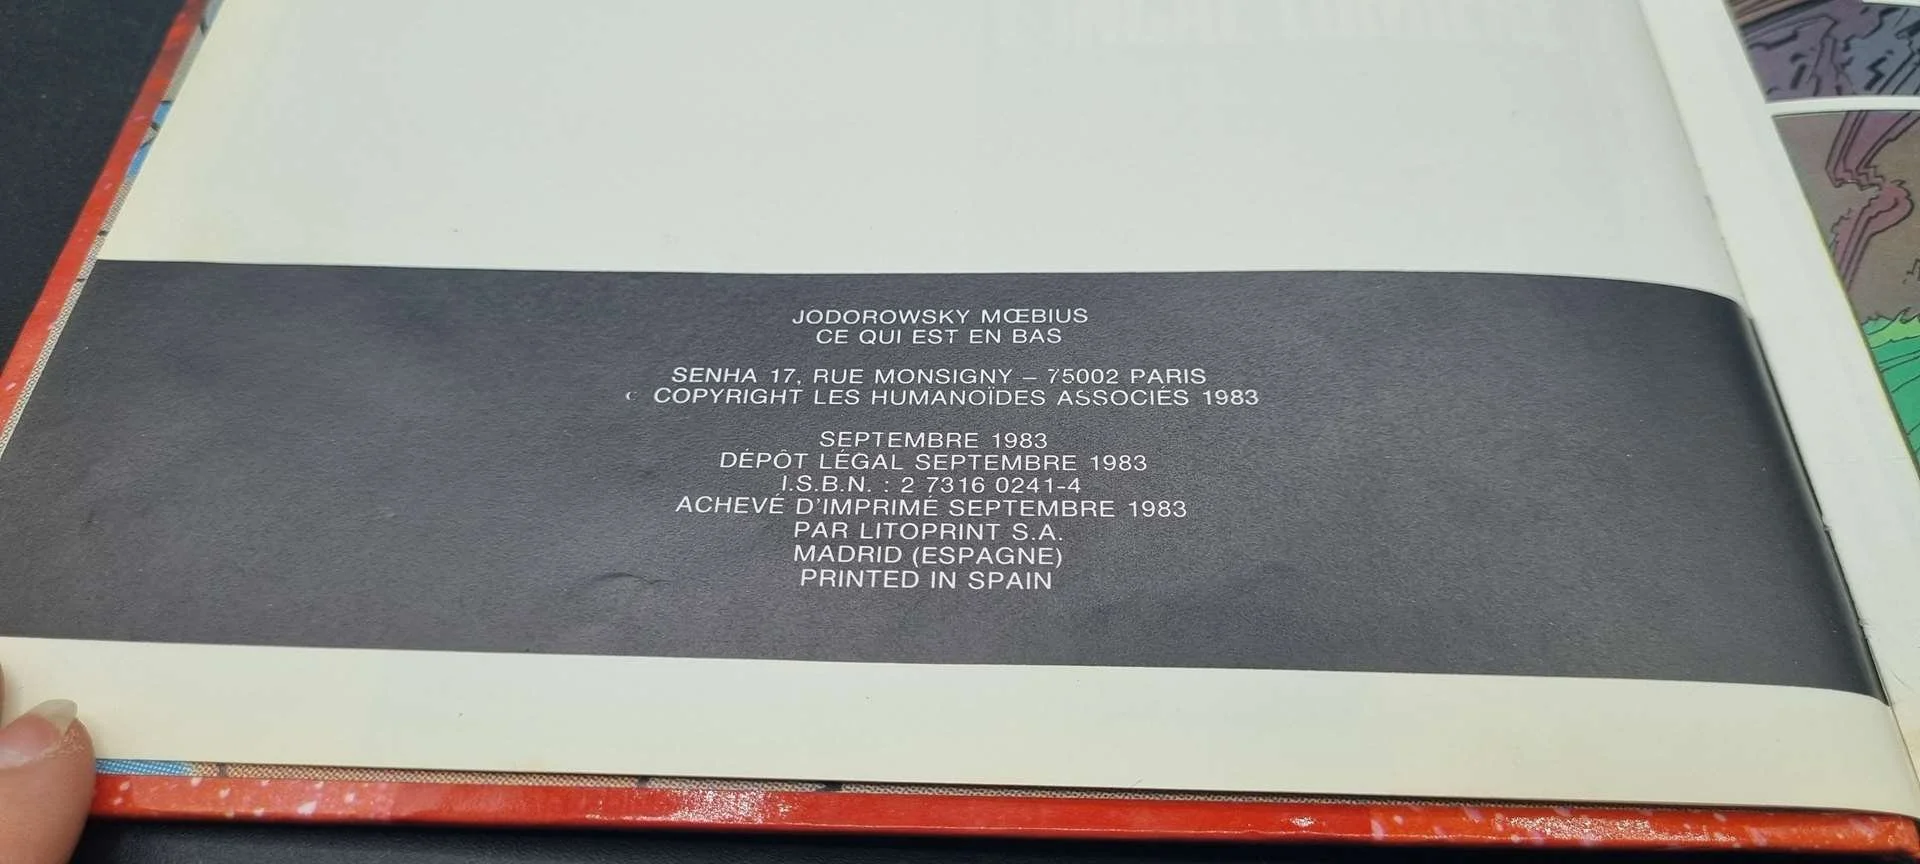 JODOROWSKY MŒBIUS
CE QUI EST EN BAS
SENHA 17, RUE MONSIGNY – 75002 PARIS
© COPYRIGHT LES HUMANOÏDES ASSOCIÉS 1983
SEPTEMBRE 1983
DÉPÔT LÉGAL SEPTEMBRE 1983
I.S.B.N. : 2 7316 0241-4
ACHEVÉ D'IMPRIMÉ SEPTEMBRE 1983
PAR LITOPRINT S.A.
MADRID (ESPAGNE)
PRINTED IN SPAIN